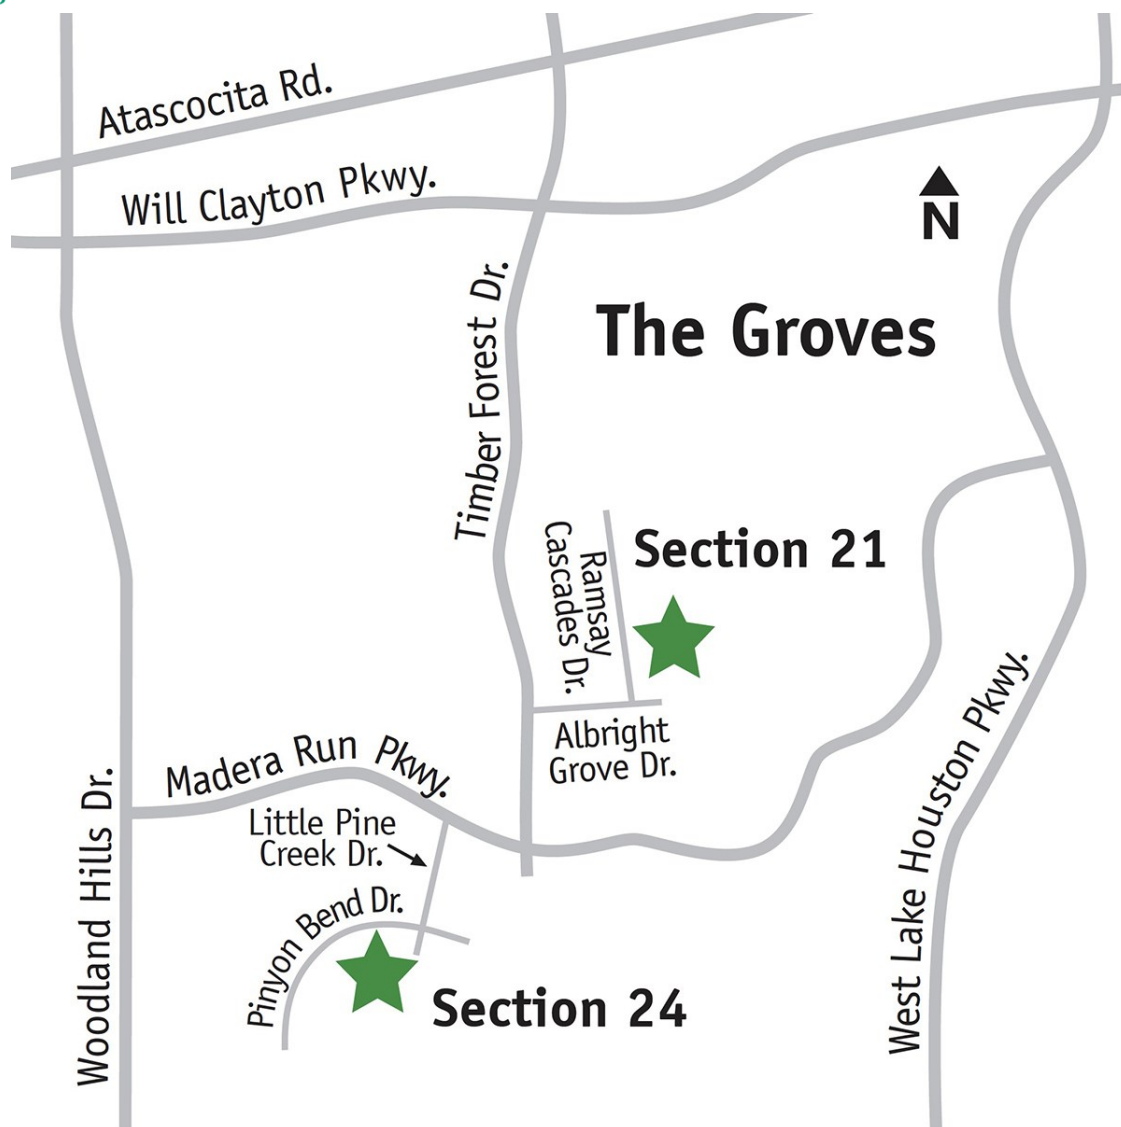 Atascocita Rd.
Will Clayton Pkwy.
N
Timber Forest Dr.
The Groves
Ramsay
Cascades Dr.
Section 21
Albright
Grove Dr.
Madera Run Pkwy.
Little Pine
Creek Dr.
Pinyon Bend Dr.
Section 24
Woodland Hills Dr.
West Lake Houston Pkwy.